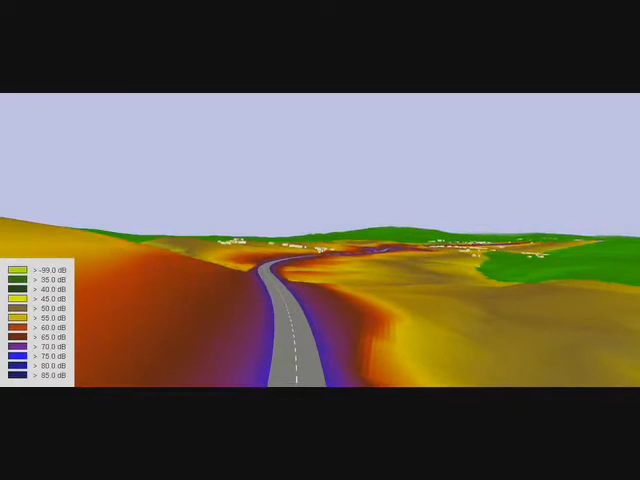 > -99.0 dB
> 35.0 dB
> 40.0 dB
> 45.0 dB
> 50.0 dB
> 55.0 dB
> 60.0 dB
> 65.0 dB
> 70.0 dB
> 75.0 dB
> 80.0 dB
> 85.0 dB